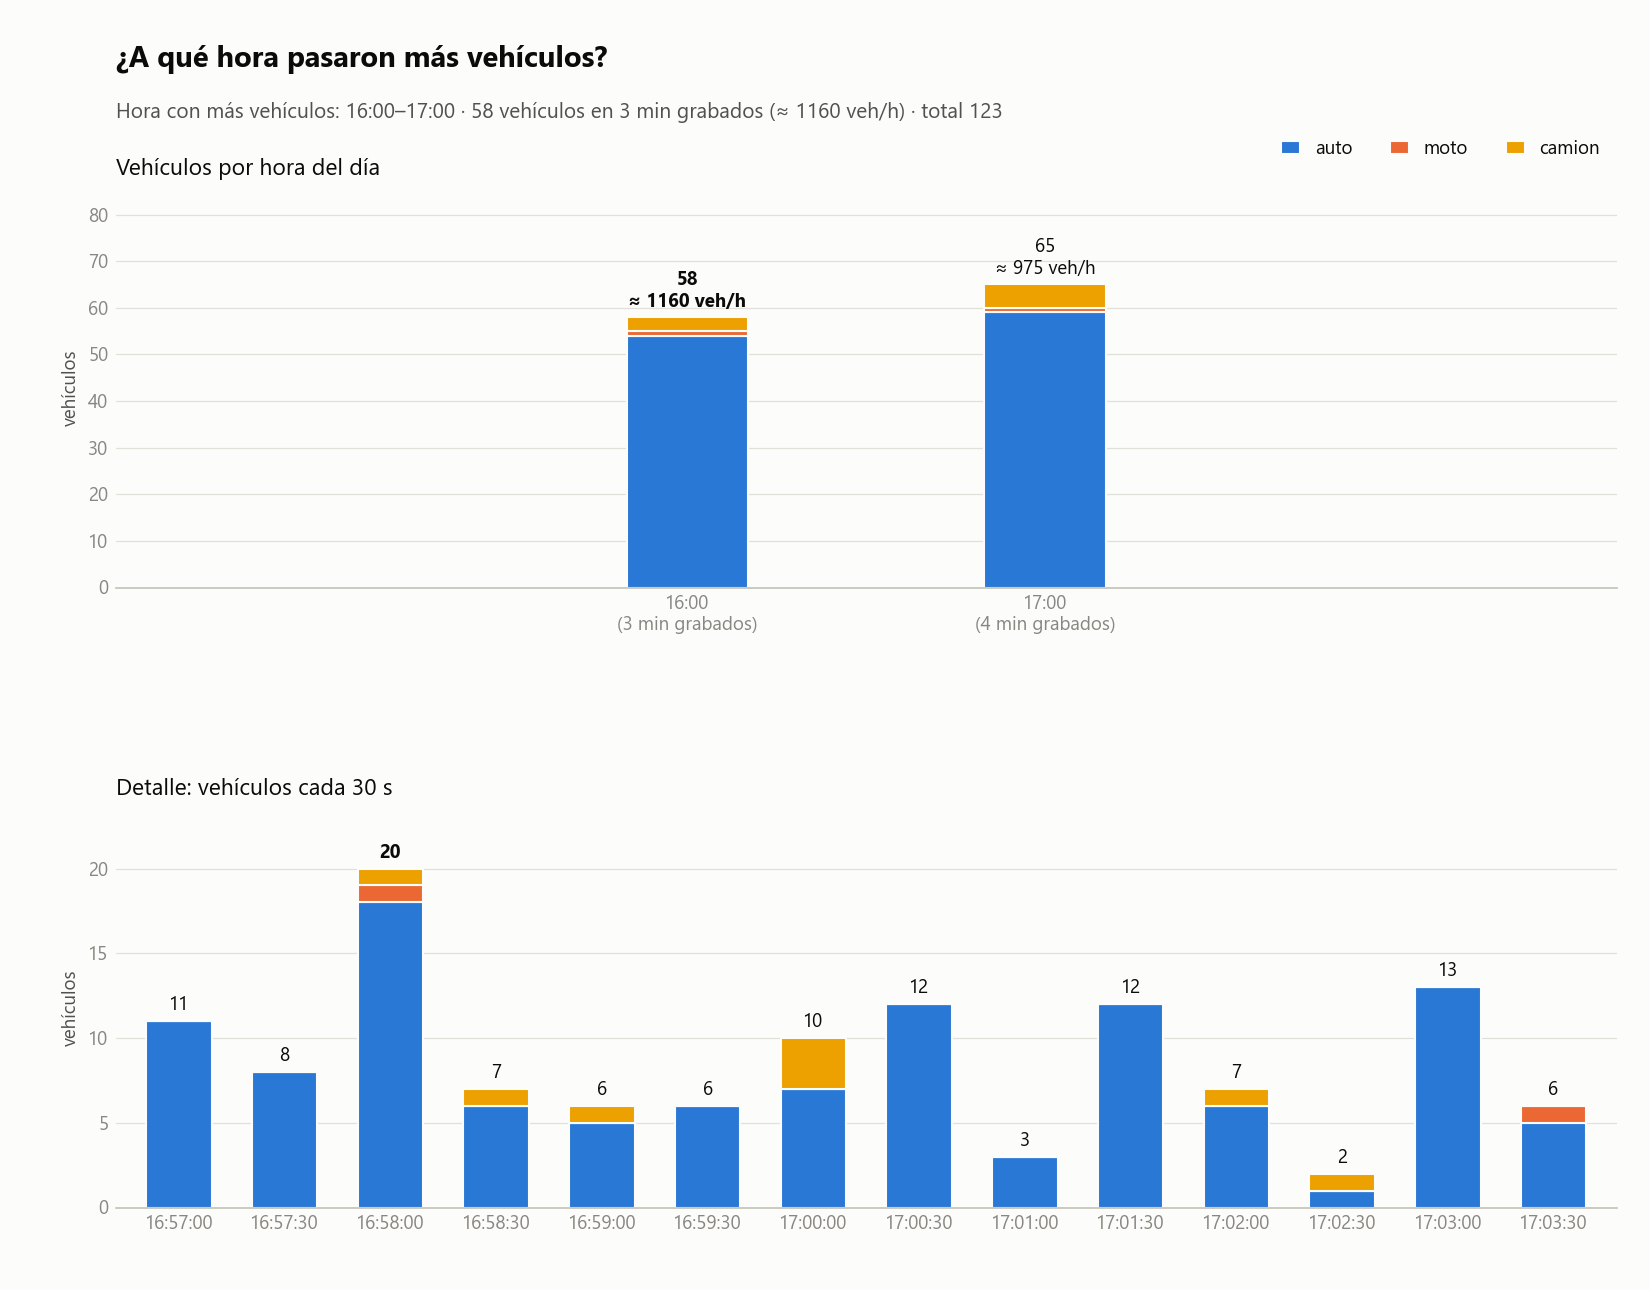 ¿A qué hora pasaron más vehículos?
Hora con más vehículos: 16:00–17:00 · 58 vehículos en 3 min grabados (≈ 1160 veh/h) · total 123
auto moto camion
Vehículos por hora del día
80
70
60
50
40
30
20
10
0
vehículos
58
≈ 1160 veh/h
65
≈ 975 veh/h
16:00
(3 min grabados)
17:00
(4 min grabados)
Detalle: vehículos cada 30 s
20
15
10
5
0
vehículos
11 8 20 7 6 6 10 12 3 12 7 2 13 6
16:57:00 16:57:30 16:58:00 16:58:30 16:59:00 16:59:30 17:00:00 17:00:30 17:01:00 17:01:30 17:02:00 17:02:30 17:03:00 17:03:30